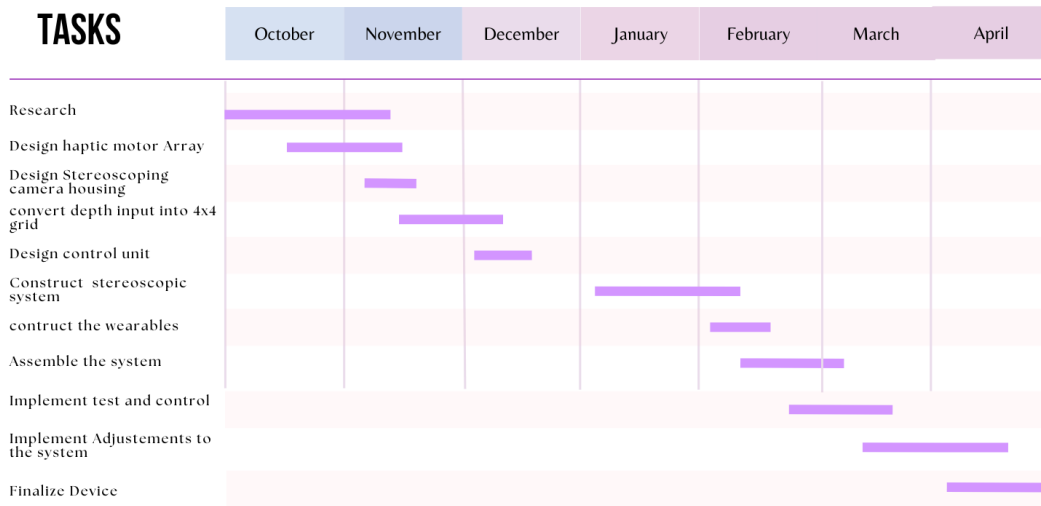 TASKS
October November December January February March April
Research
Design haptic motor Array
Design Stereoscoping
camera housing
convert depth input into 4x4
grid
Design control unit
Construct stereoscopic
system
contruct the wearables
Assemble the system
Implement test and control
Implement Adjustements to
the system
Finalize Device